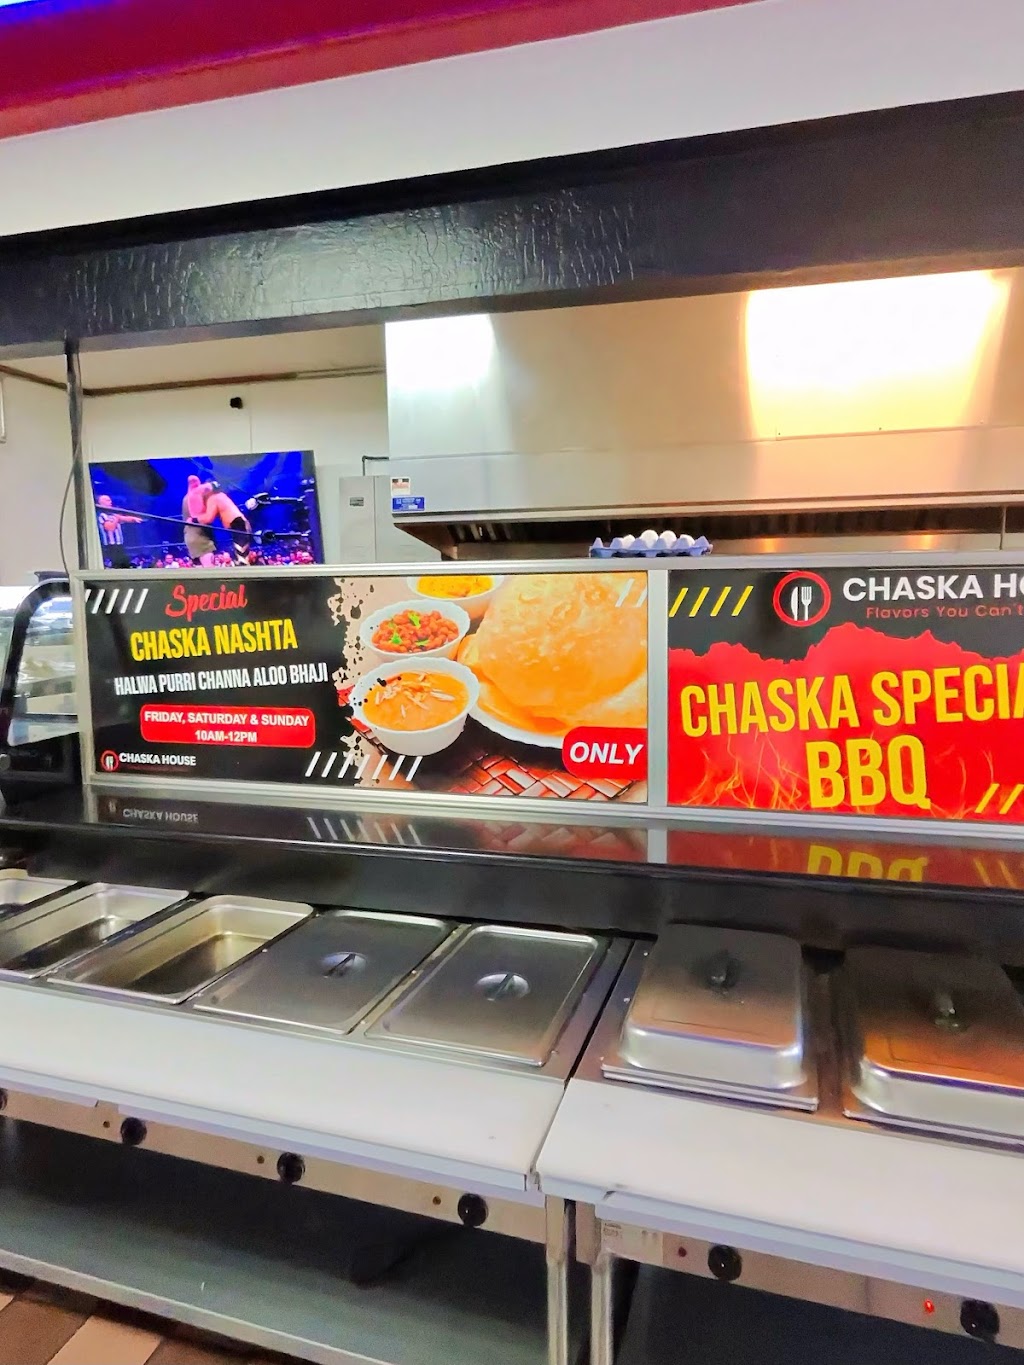 Special
CHASKA NASHTA
HALWA PURRI CHANNA ALOO BHAJI
FRIDAY, SATURDAY & SUNDAY
10AM-12PM
CHASKA HOUSE
ONLY
CHASKA HO
Flavors You Can't
CHASKA SPECIA
BBQ